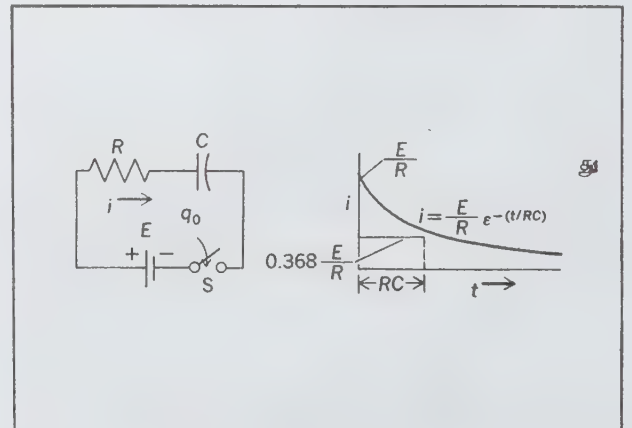 R
C
i
q₀
E
+ −
S
E/R
i
i = E/R ε^−(t/RC)
0.368 E/R
RC
t